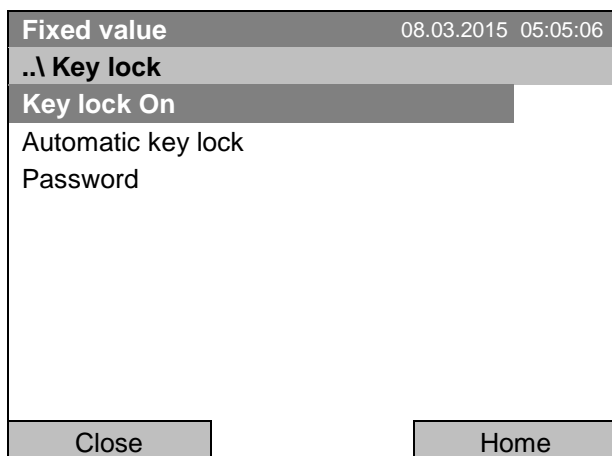 Fixed value 08.03.2015 05:05:06
..\ Key lock
Key lock On
Automatic key lock
Password
Close Home